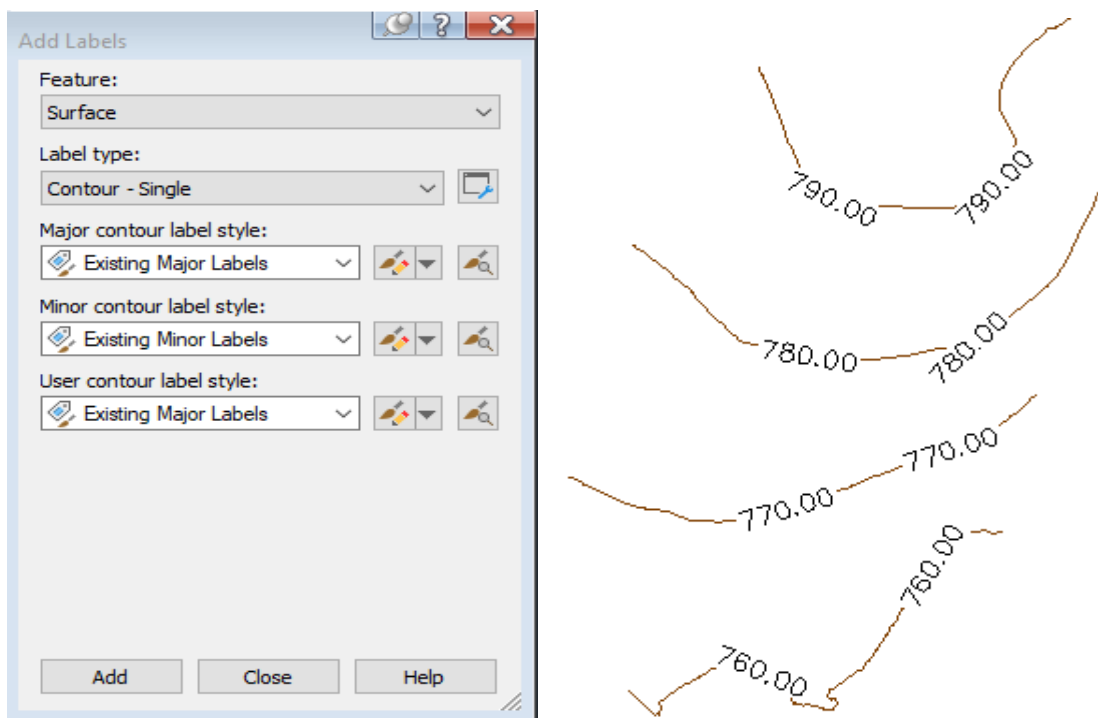 Add Labels
?
Feature:
Surface
Label type:
Contour - Single
Major contour label style:
Existing Major Labels
Minor contour label style:
Existing Minor Labels
User contour label style:
Existing Major Labels
Add Close Help
790.00 790.00
780.00 780.00
770.00 770.00
760.00 760.00